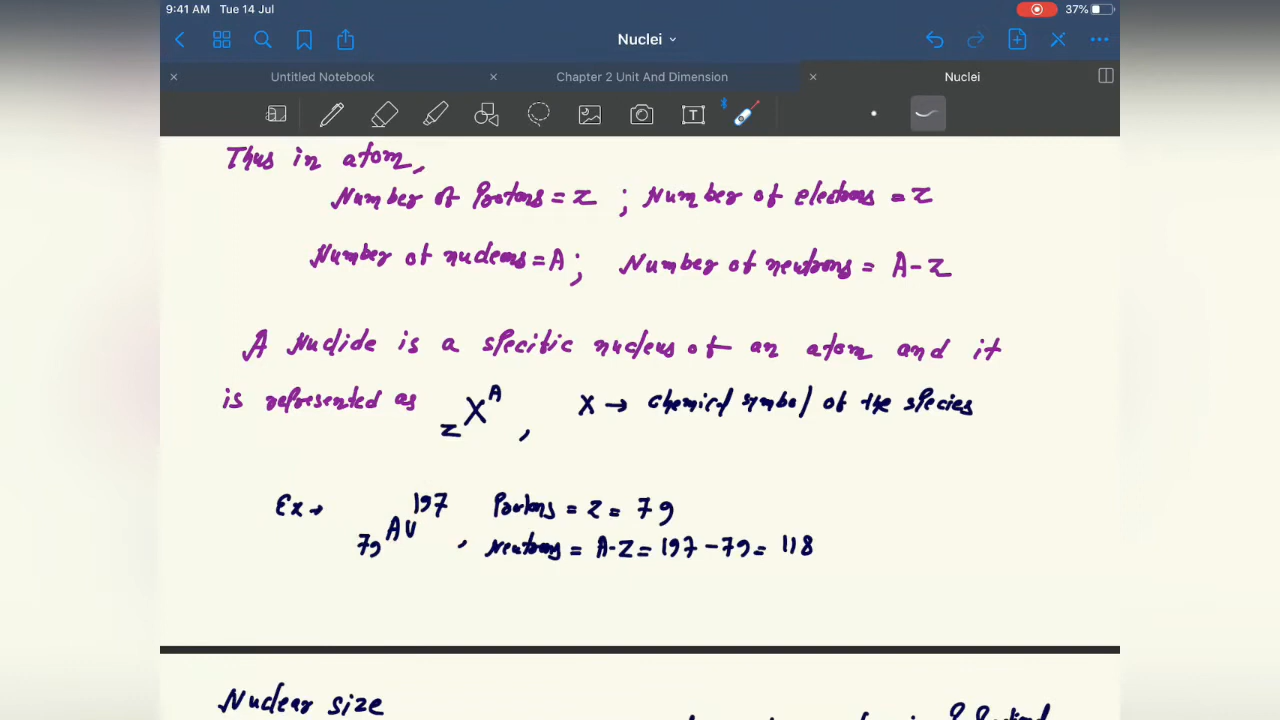 9:41 AM Tue 14 Jul 37%
Nuclei
Untitled Notebook Chapter 2 Unit And Dimension Nuclei
T
Thus in atom,
Number of Protons = Z ; Number of electrons = Z
Number of nucleons = A ; Number of neutrons = A - Z
A Nuclide is a specific nucleus of an atom and it
is represented as zX^A , X → chemical symbol of the species
Ex → 79AU^197 , Protons = Z = 79
Neutrons = A-Z = 197 - 79 = 118
Nuclear size